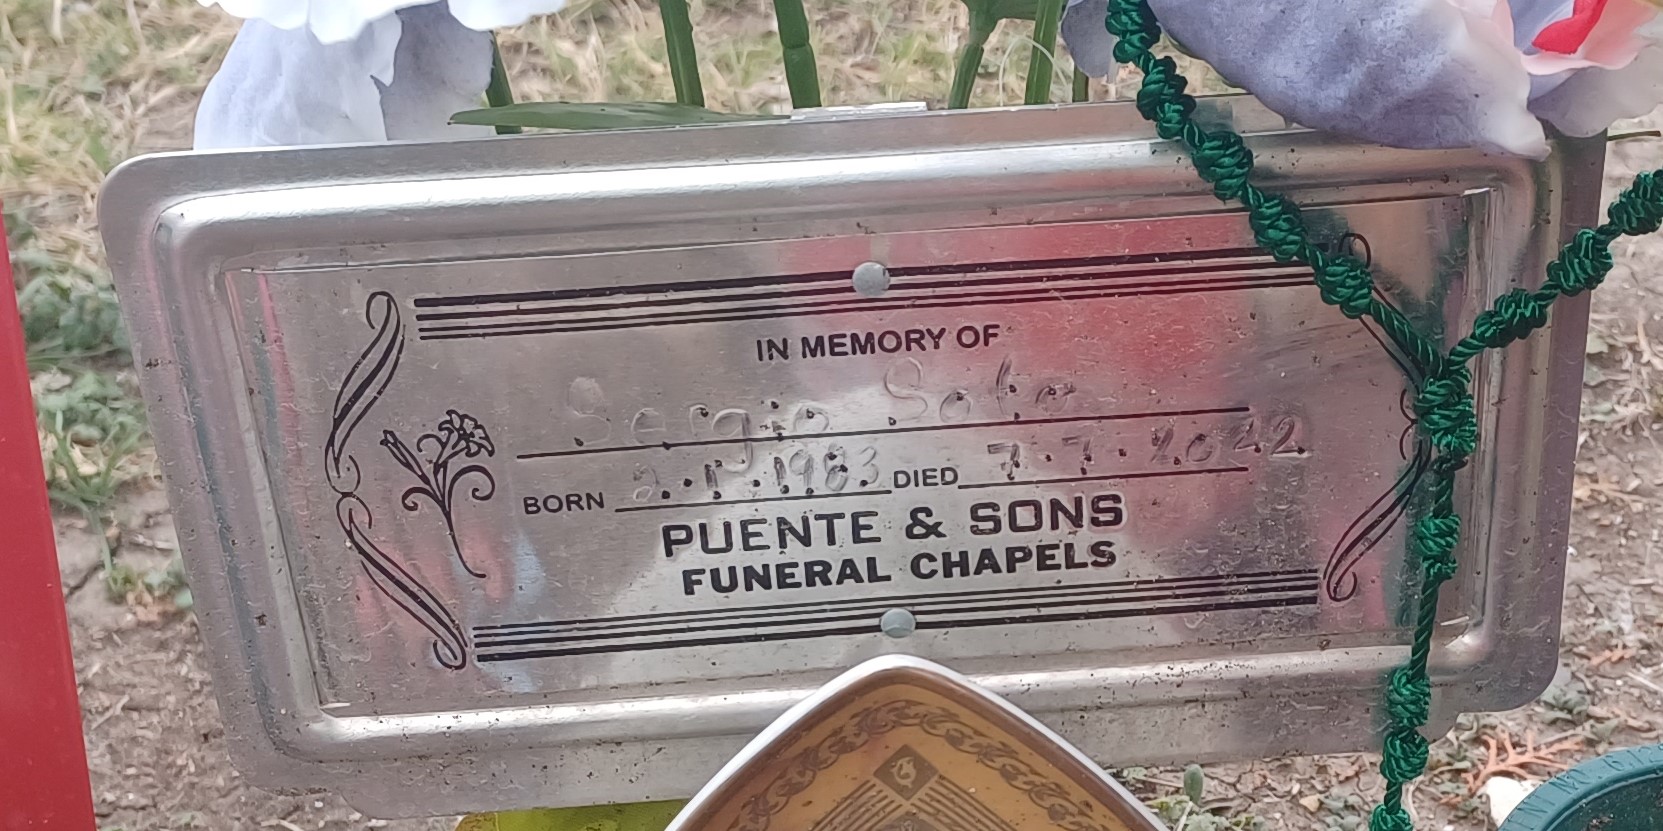 IN MEMORY OF
Sergio Soto
BORN 2.1.1983 DIED 7.7.2022
PUENTE & SONS
FUNERAL CHAPELS